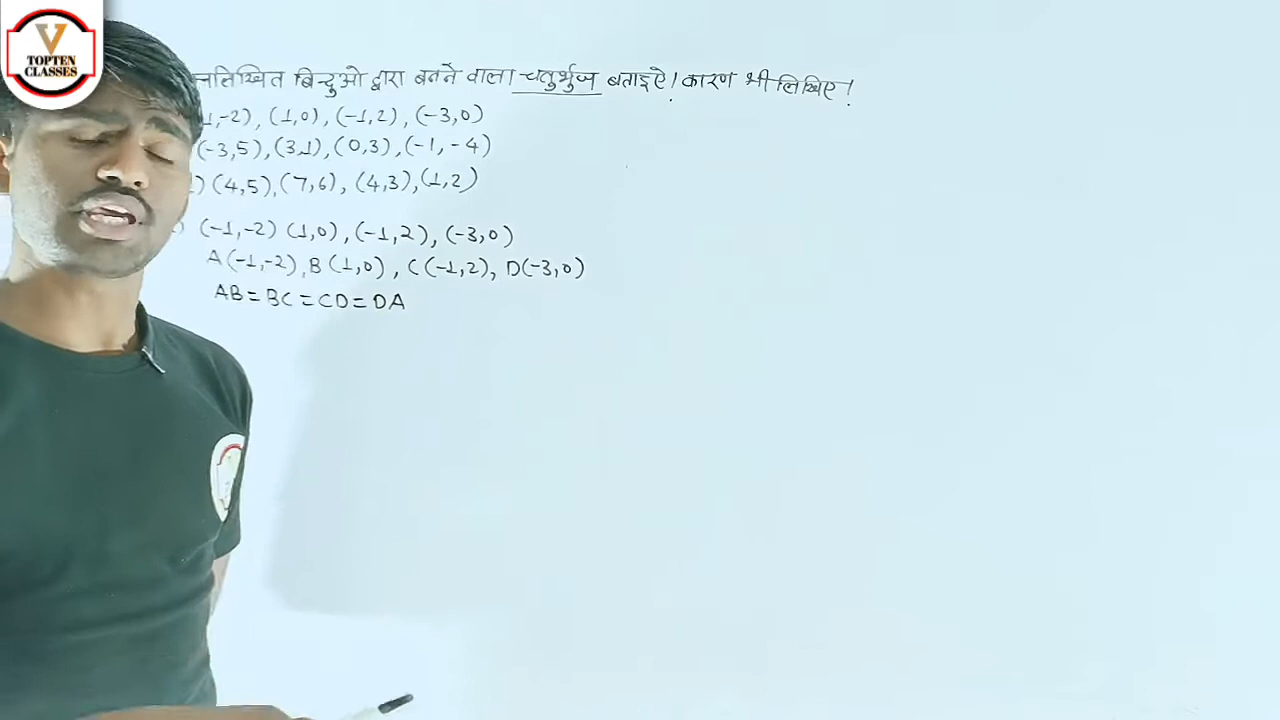 V
TOPTEN
CLASSES
बिन्दुओ द्वारा बनने वाला चतुर्भुज बताइऐ! कारण भी लिखिए!
-2), (1,0), (-1,2), (-3,0)
(-3,5), (3,1), (0,3), (-1,-4)
) (4,5), (7,6), (4,3), (1,2)
) (-1,-2) (1,0), (-1,2), (-3,0)
A(-1,-2), B(1,0), C(-1,2), D(-3,0)
AB = BC = CD = DA